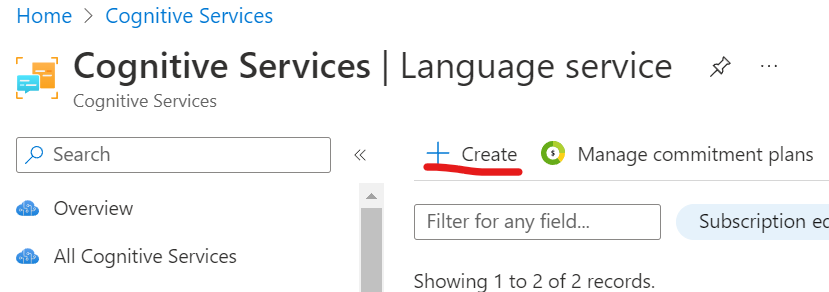 Home > Cognitive Services
Cognitive Services | Language service
Cognitive Services
Search
Create
Manage commitment plans
Overview
Filter for any field...
Subscription
All Cognitive Services
Showing 1 to 2 of 2 records.